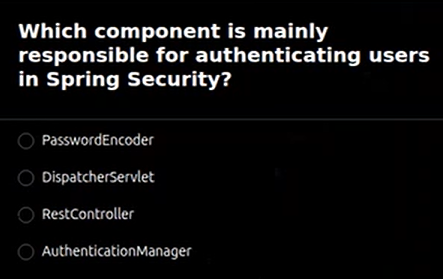 Which component is mainly
responsible for authenticating users
in Spring Security?
PasswordEncoder
DispatcherServlet
RestController
AuthenticationManager